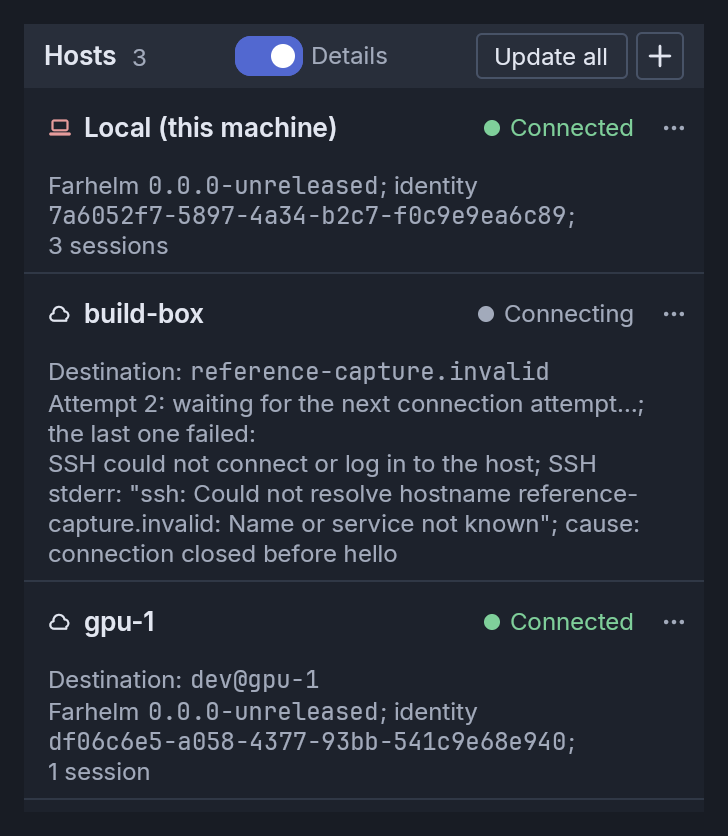 Hosts 3 Details Update all
Local (this machine) Connected
Farhelm 0.0.0-unreleased; identity
7a6052f7-5897-4a34-b2c7-f0c9e9ea6c89;
3 sessions
build-box Connecting
Destination: reference-capture.invalid
Attempt 2: waiting for the next connection attempt...;
the last one failed:
SSH could not connect or log in to the host; SSH
stderr: "ssh: Could not resolve hostname reference-
capture.invalid: Name or service not known"; cause:
connection closed before hello
gpu-1 Connected
Destination: dev@gpu-1
Farhelm 0.0.0-unreleased; identity
df06c6e5-a058-4377-93bb-541c9e68e940;
1 session